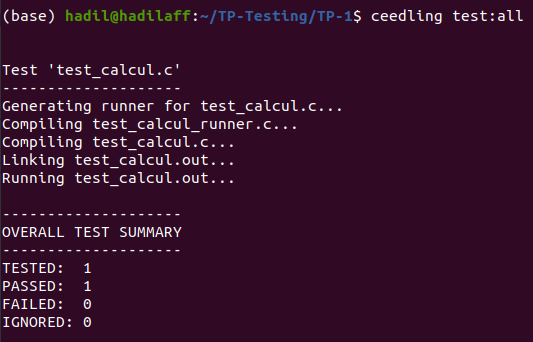 (base) hadil@hadilaff:~/TP-Testing/TP-1$ ceedling test:all
Test 'test_calcul.c'
--------------------
Generating runner for test_calcul.c...
Compiling test_calcul_runner.c...
Compiling test_calcul.c...
Linking test_calcul.out...
Running test_calcul.out...
--------------------
OVERALL TEST SUMMARY
--------------------
TESTED:  1
PASSED:  1
FAILED:  0
IGNORED: 0